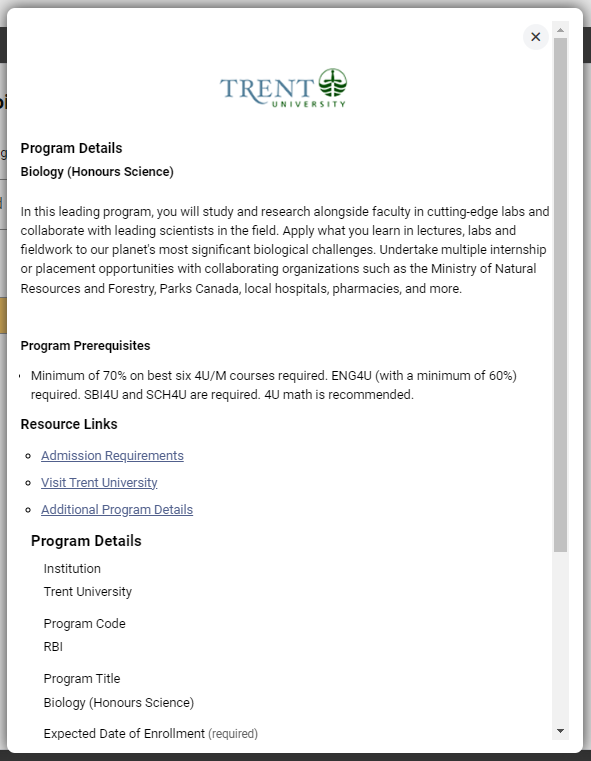 TRENT
UNIVERSITY
Program Details
Biology (Honours Science)
In this leading program, you will study and research alongside faculty in cutting-edge labs and
collaborate with leading scientists in the field. Apply what you learn in lectures, labs and
fieldwork to our planet's most significant biological challenges. Undertake multiple internship
or placement opportunities with collaborating organizations such as the Ministry of Natural
Resources and Forestry, Parks Canada, local hospitals, pharmacies, and more.
Program Prerequisites
Minimum of 70% on best six 4U/M courses required. ENG4U (with a minimum of 60%)
required. SBI4U and SCH4U are required. 4U math is recommended.
Resource Links
Admission Requirements
Visit Trent University
Additional Program Details
Program Details
Institution
Trent University
Program Code
RBI
Program Title
Biology (Honours Science)
Expected Date of Enrollment (required)